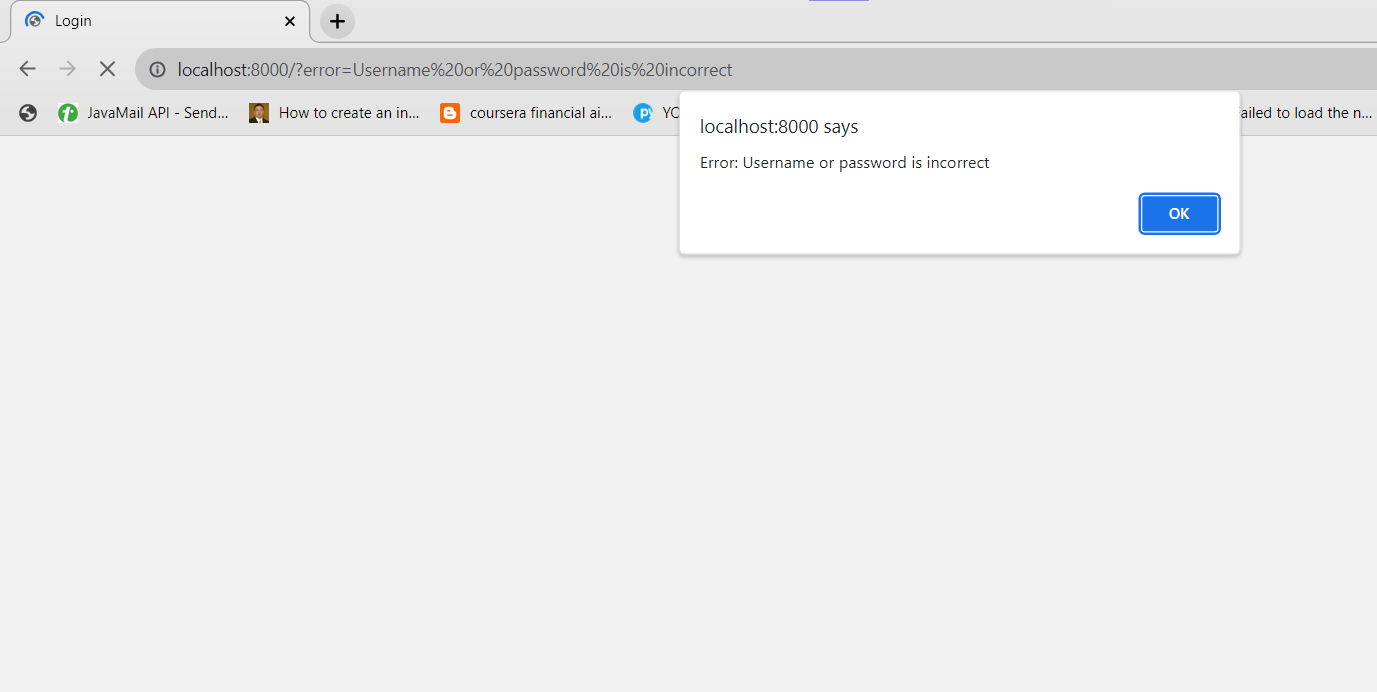 Login
localhost:8000/?error=Username%20or%20password%20is%20incorrect
JavaMail API - Send... How to create an in... coursera financial ai... YO ailed to load the n...
localhost:8000 says
Error: Username or password is incorrect
OK